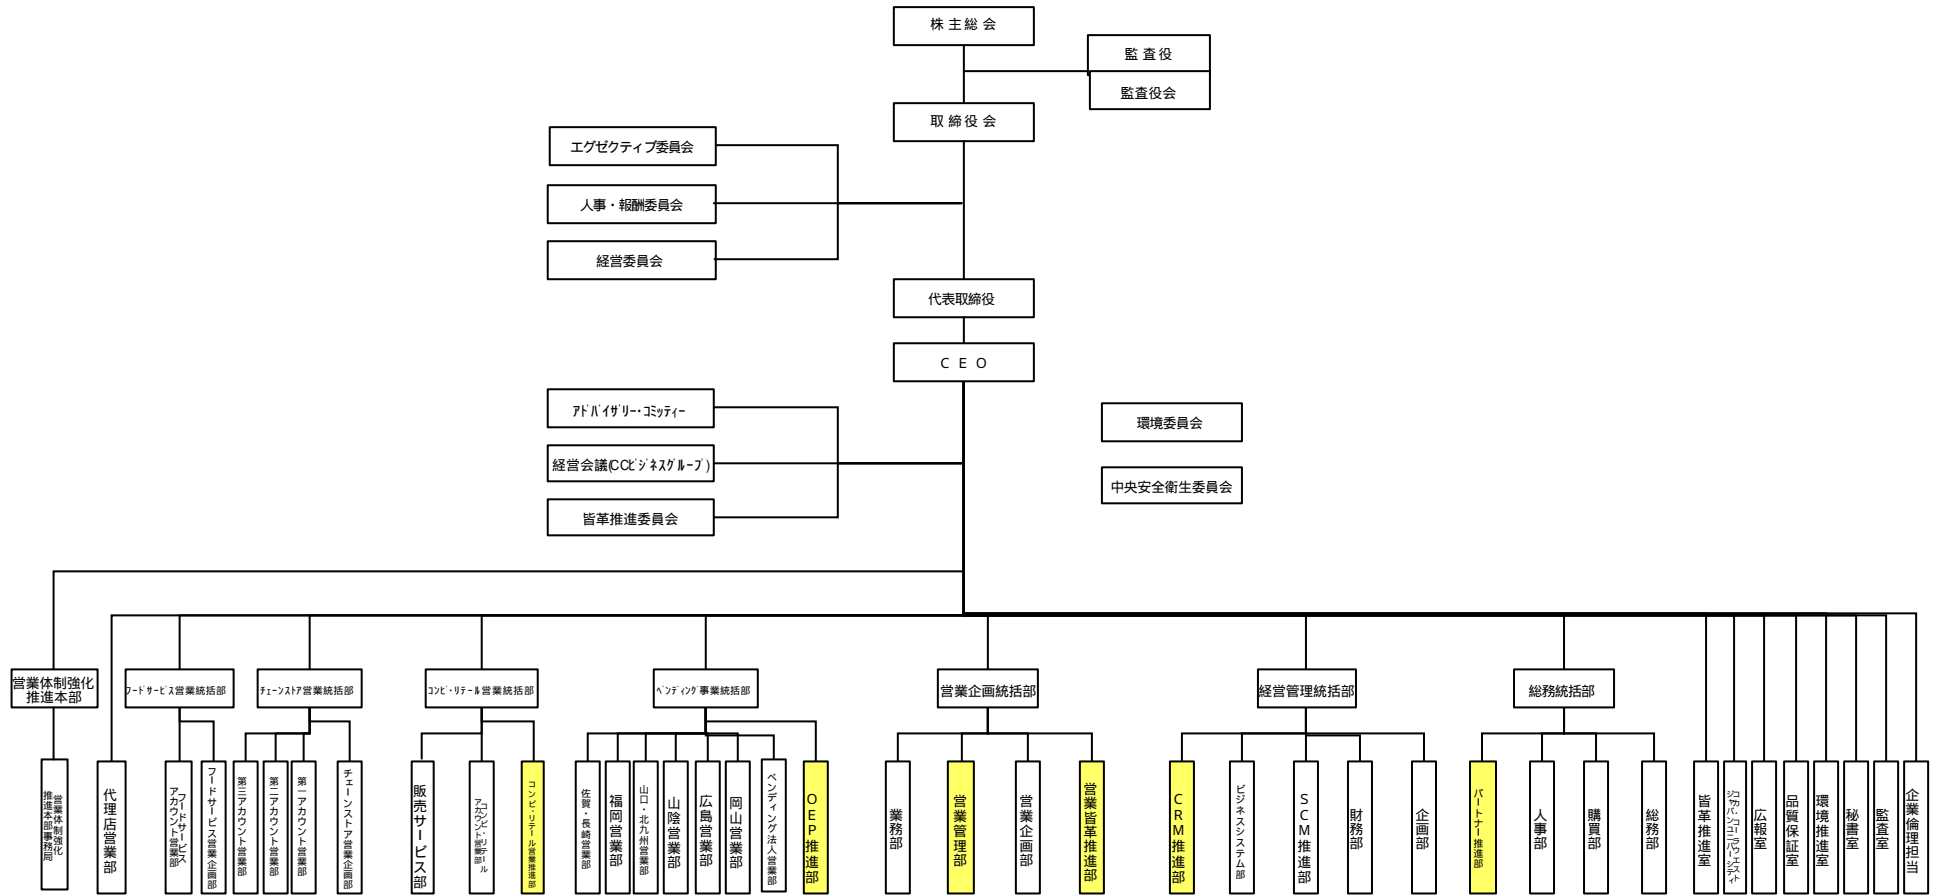 株主総会
監査役
監査役会
取締役会
エグゼクティブ委員会
人事・報酬委員会
経営委員会
代表取締役
ＣＥＯ
ｱﾄﾞﾊﾞｲｻﾞﾘｰ・ｺﾐｯﾃｨｰ
経営会議(CCﾋﾞｼﾞﾈｽｸﾞﾙｰﾌﾟ)
皆革推進委員会
環境委員会
中央安全衛生委員会
営業体制強化
推進本部
ﾌｰﾄﾞｻｰﾋﾞｽ営業統括部
ﾁｪｰﾝｽﾄｱ営業統括部
ｺﾝﾋﾞ・ﾘﾃｰﾙ営業統括部
ﾍﾞﾝﾃﾞｨﾝｸﾞ事業統括部
営業企画統括部
経営管理統括部
総務統括部
営業体制強化
推進本部事務局
代理店営業部
フードサービス
アカウント営業部
フードサービス営業企画部
第三アカウント営業部
第二アカウント営業部
第一アカウント営業部
チェーンストア営業企画部
販売サービス部
コンビ・リテール
アカウント営業部
コンビ・リテール営業推進部
佐賀・長崎営業部
福岡営業部
山口・北九州営業部
山陰営業部
広島営業部
岡山営業部
ベンディング法人営業部
ＯＥＰ推進部
業務部
営業管理部
営業企画部
営業皆革推進部
ＣＲＭ推進部
ビジネスシステム部
ＳＣＭ推進部
財務部
企画部
パートナー推進部
人事部
購買部
総務部
皆革推進室
広報室
品質保証室
環境推進室
秘書室
監査室
企業倫理担当